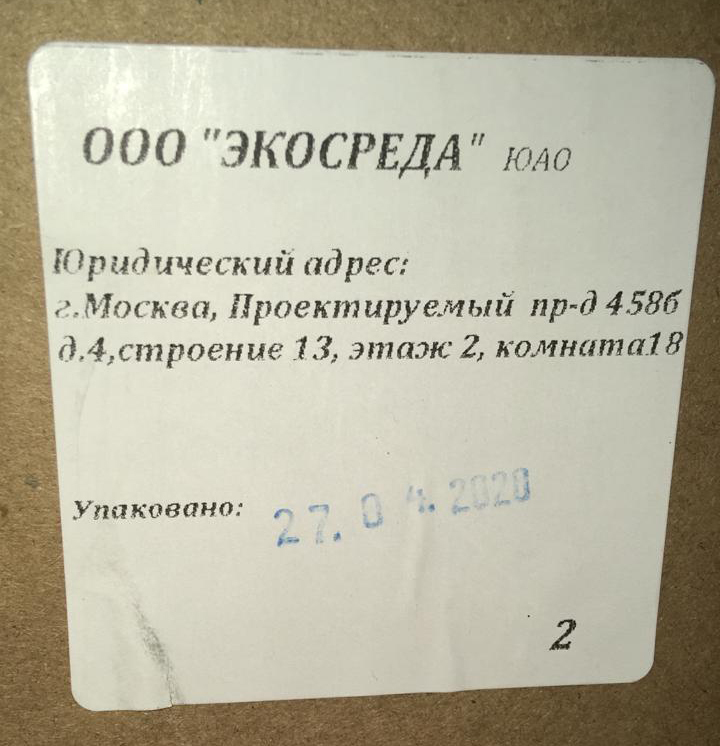 ООО "ЭКОСРЕДА" ЮАО
Юридический адрес:
г.Москва, Проектируемый пр-д 4586
д.4,строение 13, этаж 2, комната18
Упаковано: 27.04.2020
2